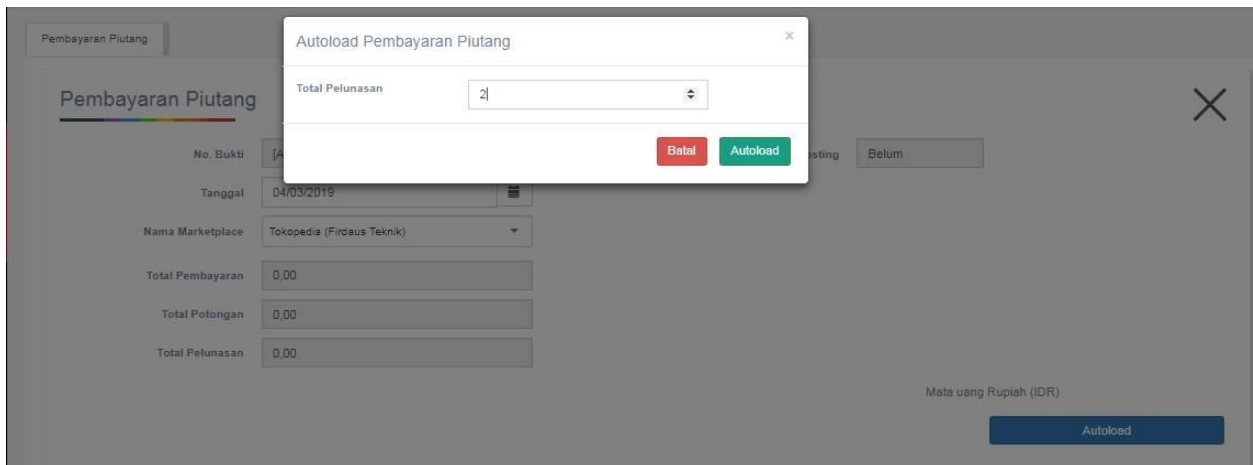 Pembayaran Piutang
Autoload Pembayaran Piutang
×
Total Pelunasan
2
Batal
Autoload
Pembayaran Piutang
No. Bukti
[A
osting
Belum
Tanggal
04/03/2019
Nama Marketplace
Tokopedia (Firdaus Teknik)
Total Pembayaran
0,00
Total Potongan
0,00
Total Pelunasan
0,00
Mata uang Rupiah (IDR)
Autoload